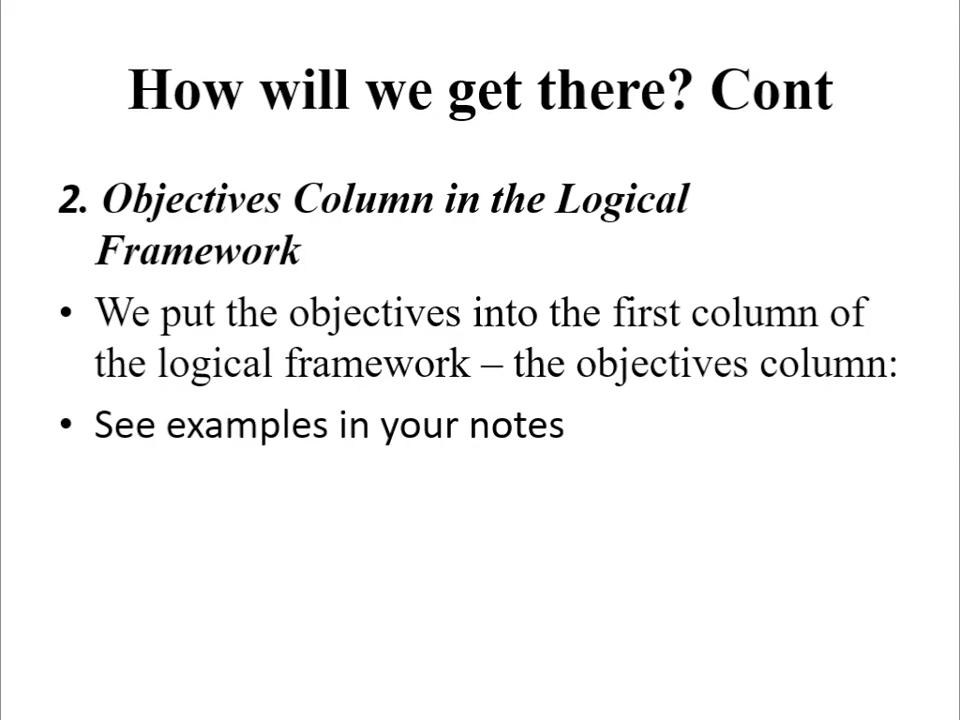 How will we get there? Cont
2. Objectives Column in the Logical
Framework
• We put the objectives into the first column of
the logical framework – the objectives column:
• See examples in your notes